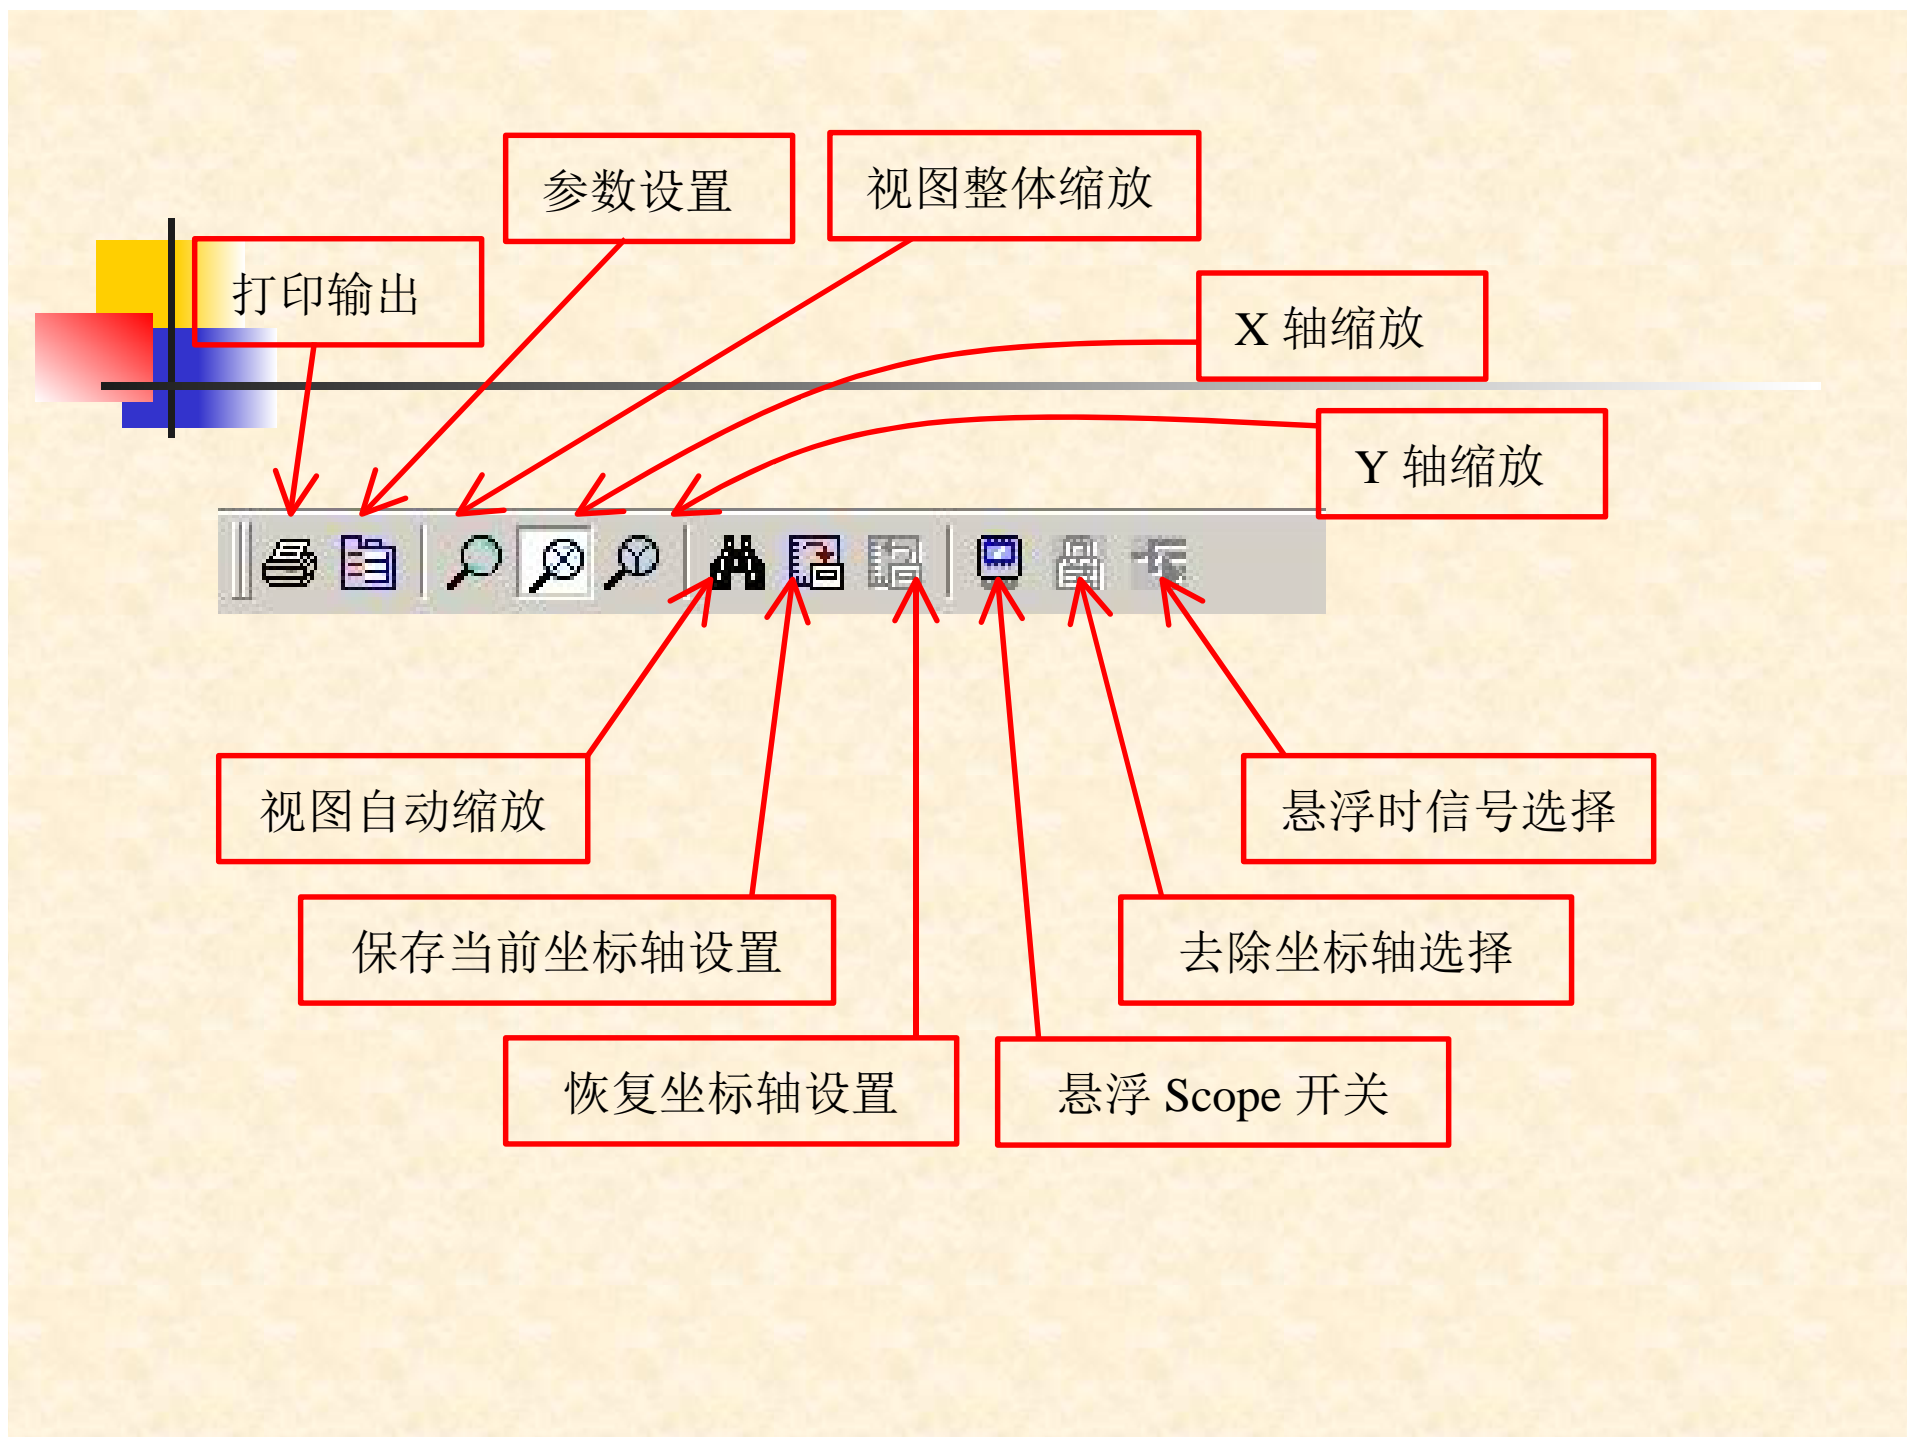 参数设置
视图整体缩放
打印输出
X 轴缩放
Y 轴缩放
视图自动缩放
悬浮时信号选择
保存当前坐标轴设置
去除坐标轴选择
恢复坐标轴设置
悬浮 Scope 开关